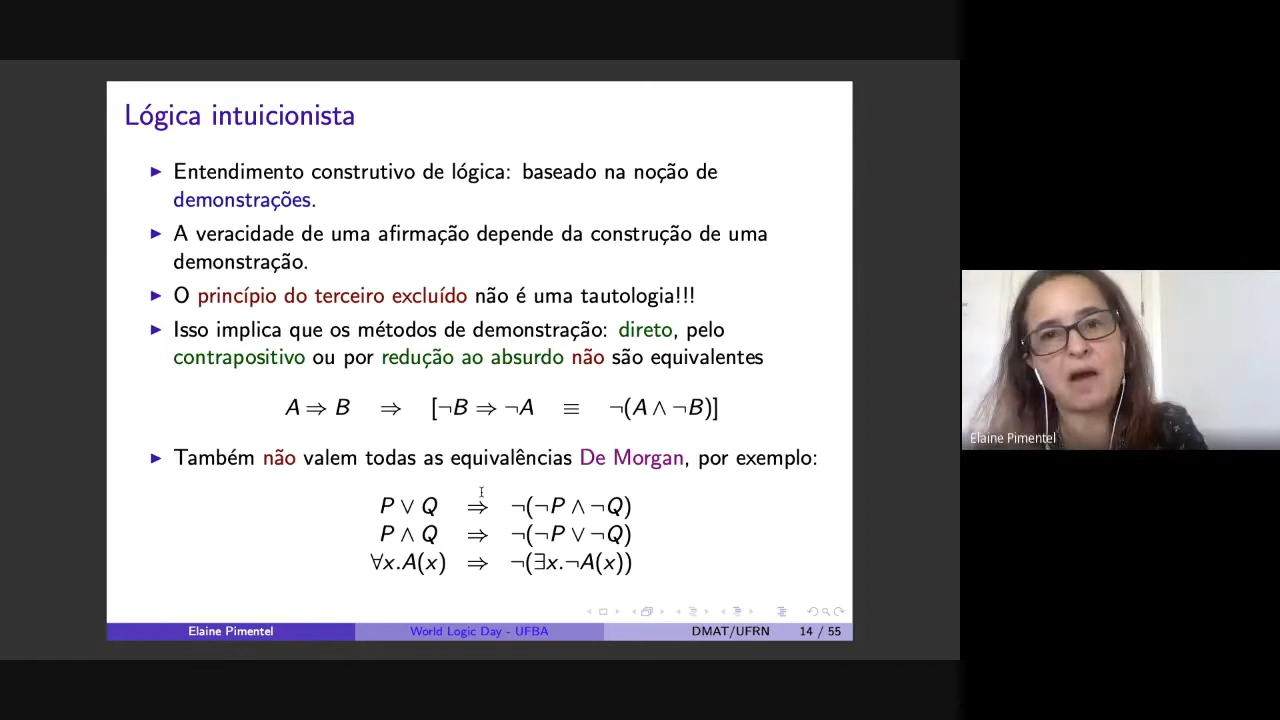 Lógica intuicionista
▶ Entendimento construtivo de lógica: baseado na noção de
demonstrações.
▶ A veracidade de uma afirmação depende da construção de uma
demonstração.
▶ O princípio do terceiro excluído não é uma tautologia!!!
▶ Isso implica que os métodos de demonstração: direto, pelo
contrapositivo ou por redução ao absurdo não são equivalentes
A ⇒ B ⇒ [¬B ⇒ ¬A ≡ ¬(A ∧ ¬B)]
▶ Também não valem todas as equivalências De Morgan, por exemplo:
P ∨ Q ⇒ ¬(¬P ∧ ¬Q)
P ∧ Q ⇒ ¬(¬P ∨ ¬Q)
∀x.A(x) ⇒ ¬(∃x.¬A(x))
Elaine Pimentel World Logic Day - UFBA DMAT/UFRN 14 / 55
Elaine Pimentel